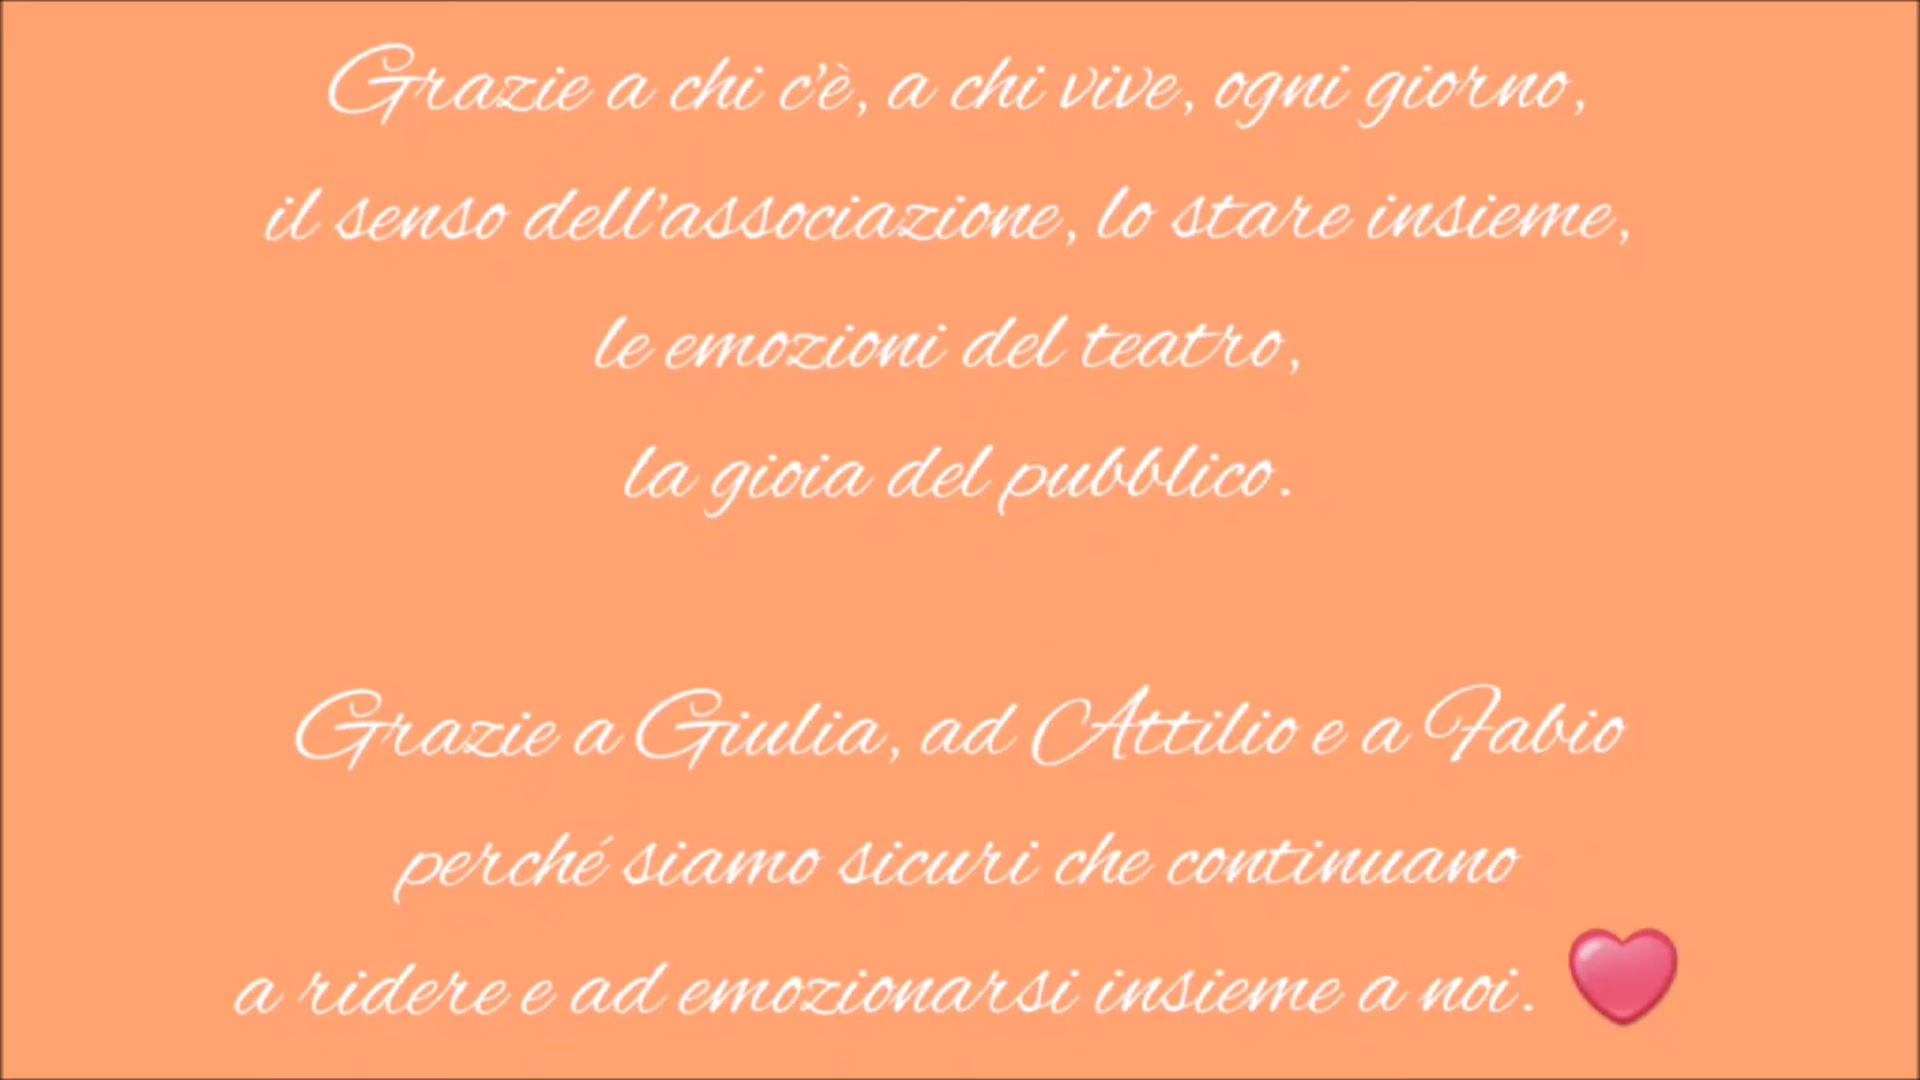 Grazie a chi c'è, a chi vive, ogni giorno,
il senso dell'associazione, lo stare insieme,
le emozioni del teatro,
la gioia del pubblico.
Grazie a Giulia, ad Attilio e a Fabio
perché siamo sicuri che continuano
a ridere e ad emozionarsi insieme a noi.